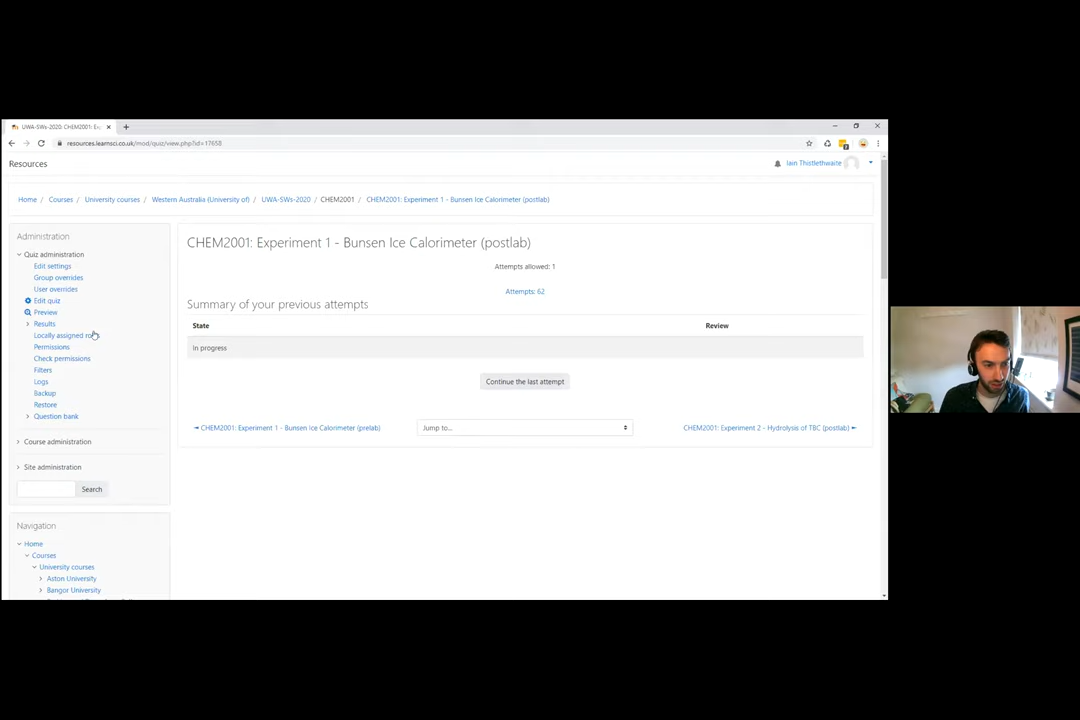 UWA-SWs-2020: CHEM2001: Ex
resources.learnsci.co.uk/mod/quiz/view.php?id=17658
Resources
Iain Thistlethwaite
Home / Courses / University courses / Western Australia (University of) / UWA-SWs-2020 / CHEM2001 / CHEM2001: Experiment 1 - Bunsen Ice Calorimeter (postlab)
Administration
Quiz administration
Edit settings
Group overrides
User overrides
Edit quiz
Preview
Results
Locally assigned
Permissions
Check permissions
Filters
Logs
Backup
Restore
Question bank
Course administration
Site administration
Search
Navigation
Home
Courses
University courses
Aston University
Bangor University
CHEM2001: Experiment 1 - Bunsen Ice Calorimeter (postlab)
Attempts allowed: 1
Attempts: 62
Summary of your previous attempts
State Review
In progress
Continue the last attempt
◄ CHEM2001: Experiment 1 - Bunsen Ice Calorimeter (prelab)
Jump to...
CHEM2001: Experiment 2 - Hydrolysis of TBC (postlab) ►